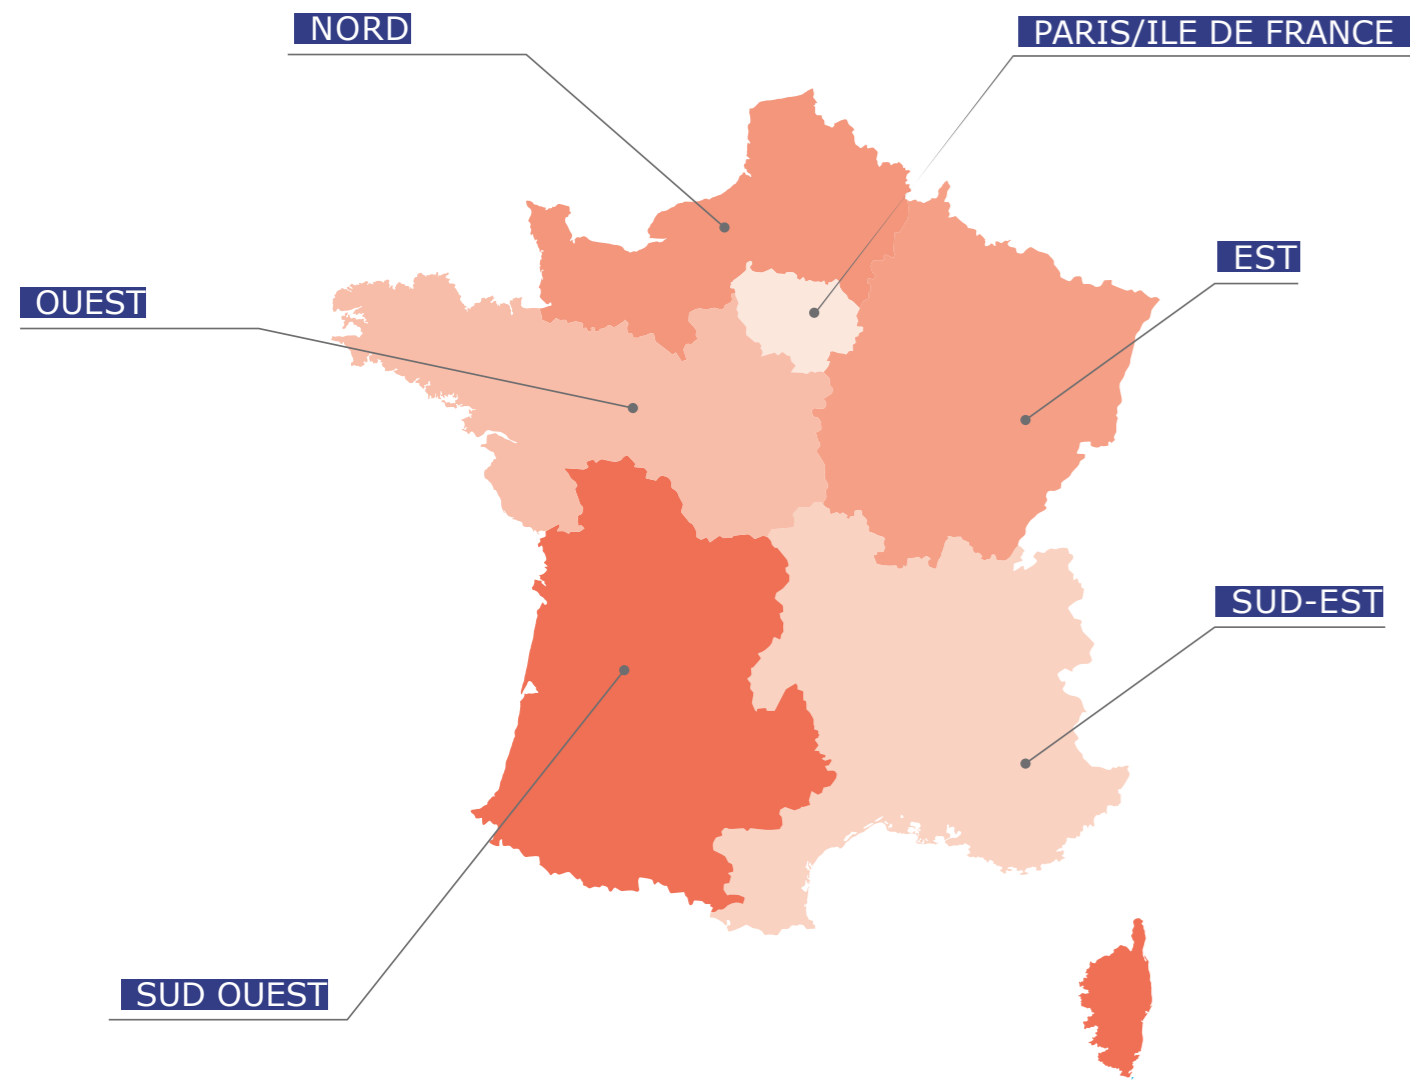 NORD
PARIS/ILE DE FRANCE
EST
OUEST
SUD-EST
SUD OUEST